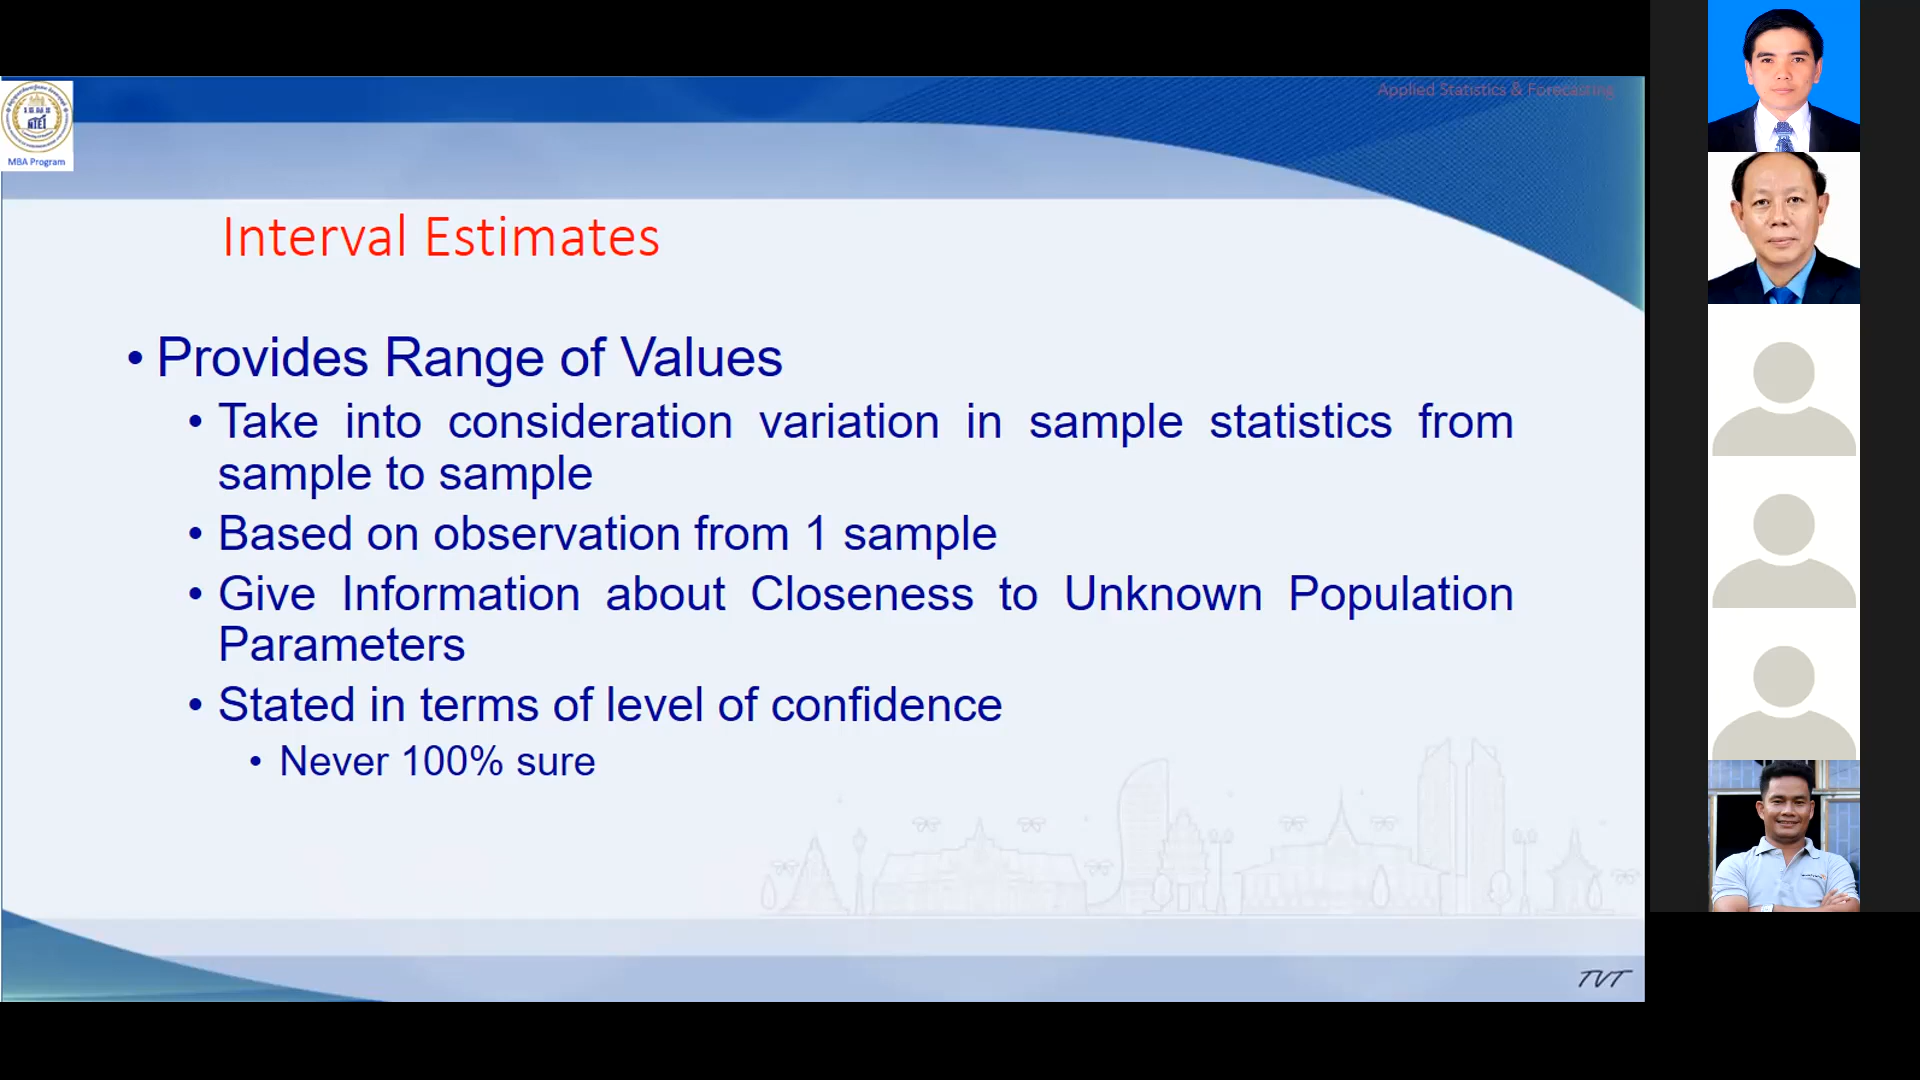 Applied Statistics & Forecasting
MBA Program
Interval Estimates
• Provides Range of Values
• Take into consideration variation in sample statistics from
sample to sample
• Based on observation from 1 sample
• Give Information about Closeness to Unknown Population
Parameters
• Stated in terms of level of confidence
• Never 100% sure
TVT